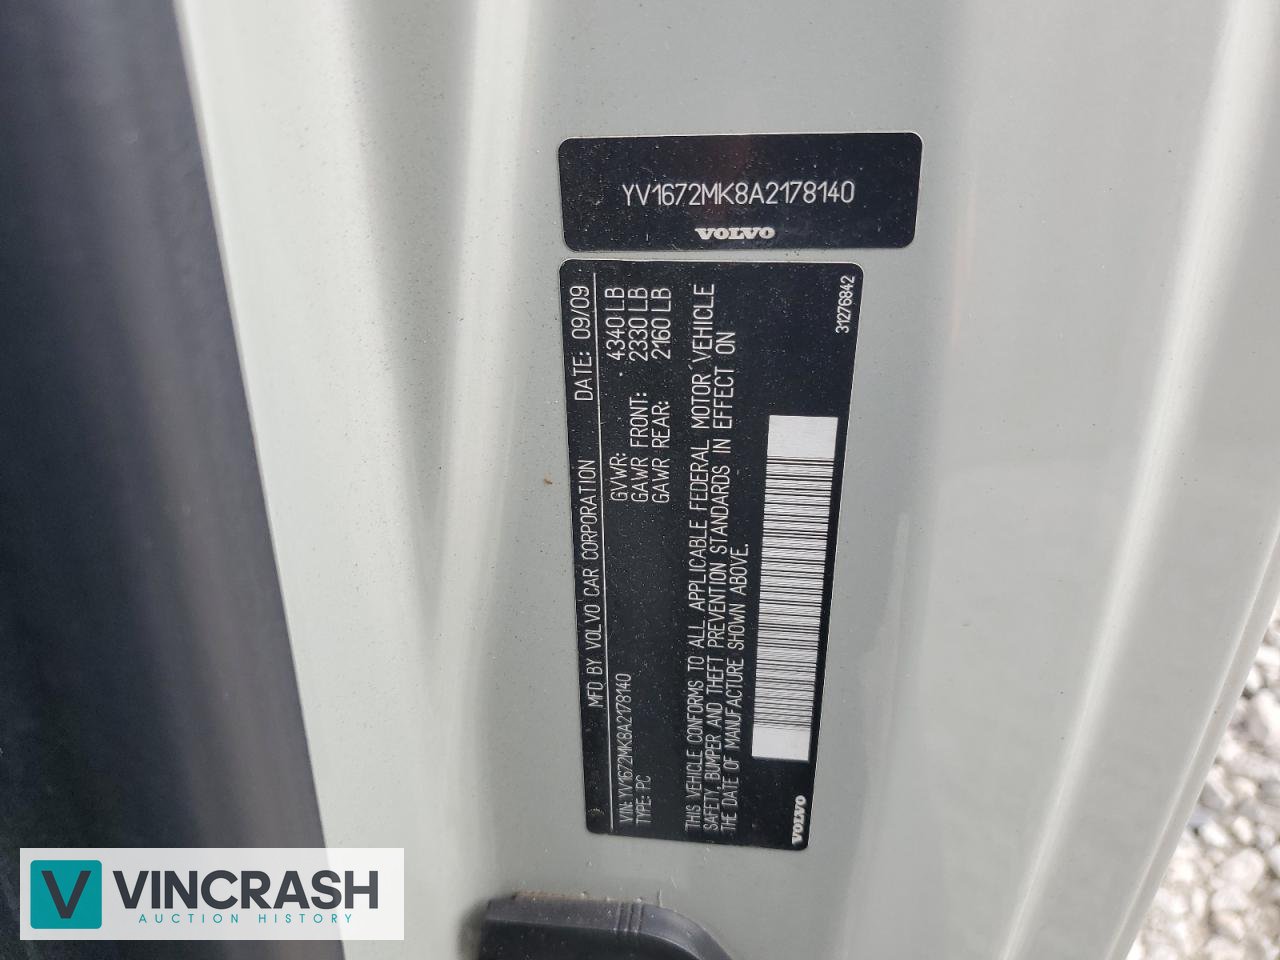 YV1672MK8A2178140
VOLVO
MFD BY VOLVO CAR CORPORATION DATE: 09/09
VIN: YV1672MK8A2178140 GVWR: 4340 LB
TYPE: PC GAWR FRONT: 2330 LB
GAWR REAR: 2160 LB
THIS VEHICLE CONFORMS TO ALL APPLICABLE FEDERAL MOTOR VEHICLE
SAFETY, BUMPER AND THEFT PREVENTION STANDARDS IN EFFECT ON
THE DATE OF MANUFACTURE SHOWN ABOVE.
VOLVO
31276842
V VINCRASH
AUCTION HISTORY